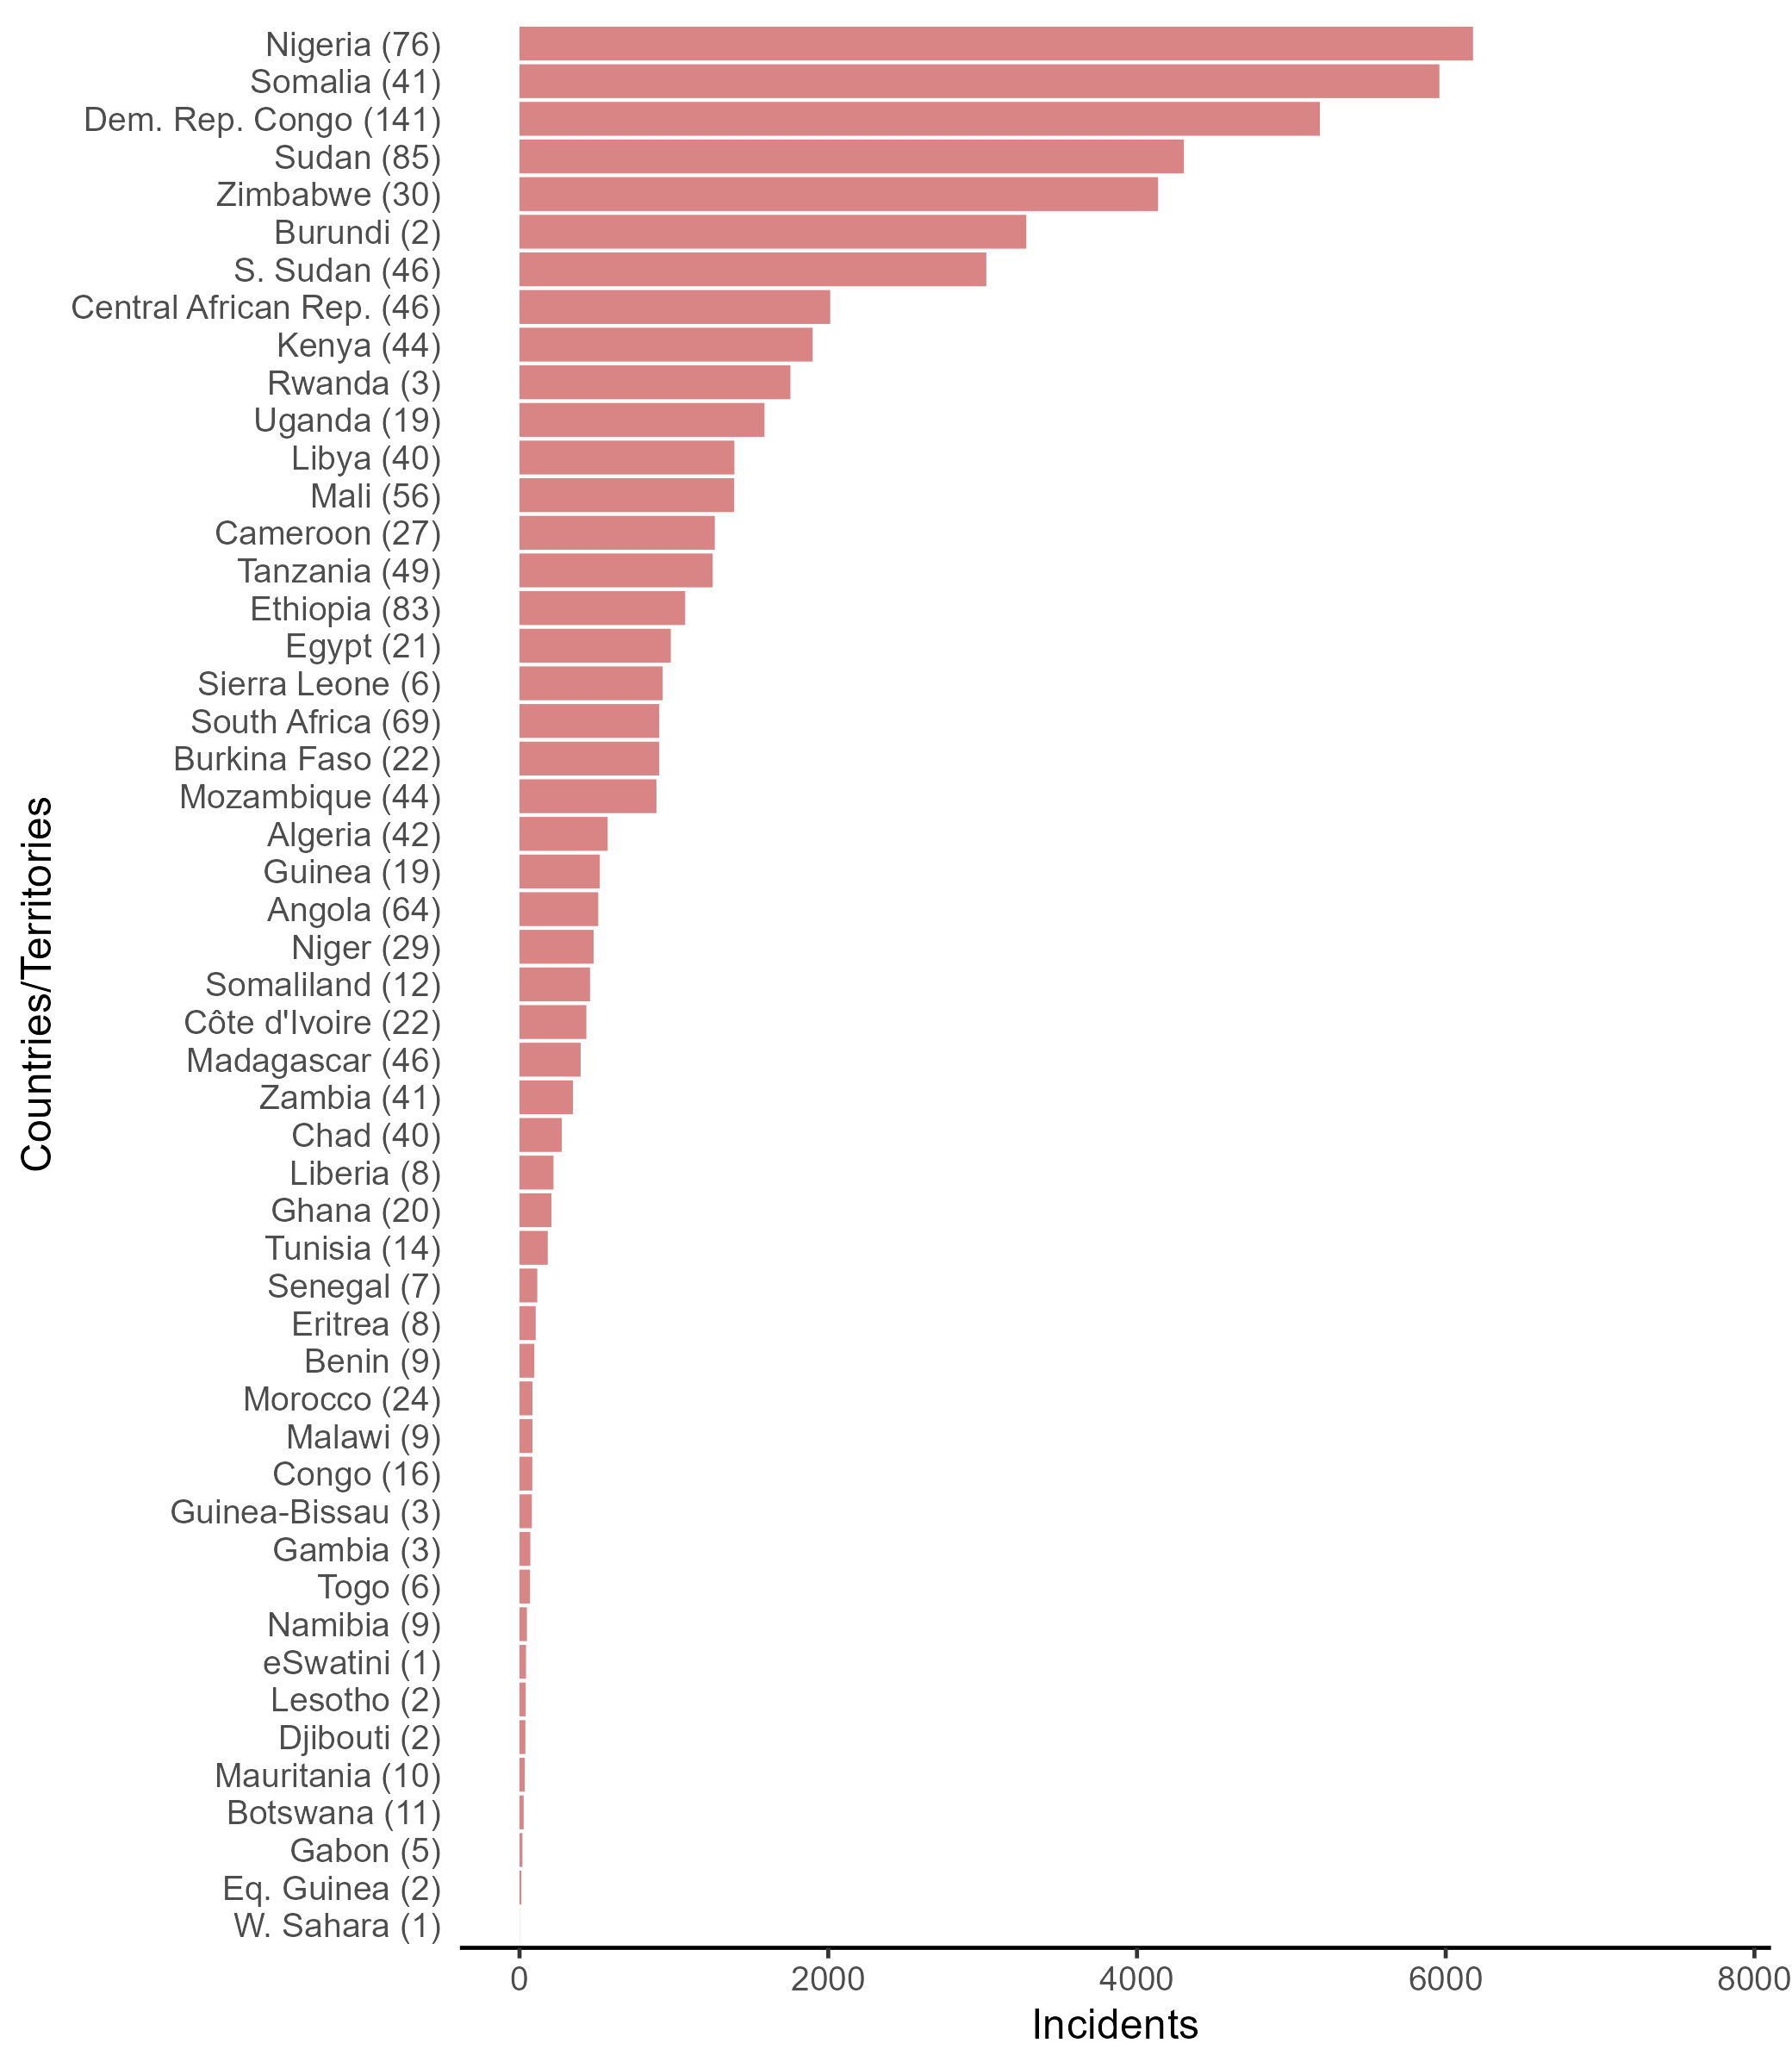 Nigeria (76)
Somalia (41)
Dem. Rep. Congo (141)
Sudan (85)
Zimbabwe (30)
Burundi (2)
S. Sudan (46)
Central African Rep. (46)
Kenya (44)
Rwanda (3)
Uganda (19)
Libya (40)
Mali (56)
Cameroon (27)
Tanzania (49)
Ethiopia (83)
Egypt (21)
Sierra Leone (6)
South Africa (69)
Burkina Faso (22)
Mozambique (44)
Algeria (42)
Guinea (19)
Angola (64)
Niger (29)
Somaliland (12)
Côte d'Ivoire (22)
Madagascar (46)
Zambia (41)
Chad (40)
Liberia (8)
Ghana (20)
Tunisia (14)
Senegal (7)
Eritrea (8)
Benin (9)
Morocco (24)
Malawi (9)
Congo (16)
Guinea-Bissau (3)
Gambia (3)
Togo (6)
Namibia (9)
eSwatini (1)
Lesotho (2)
Djibouti (2)
Mauritania (10)
Botswana (11)
Gabon (5)
Eq. Guinea (2)
W. Sahara (1)
Countries/Territories
0 2000 4000 6000 8000
Incidents